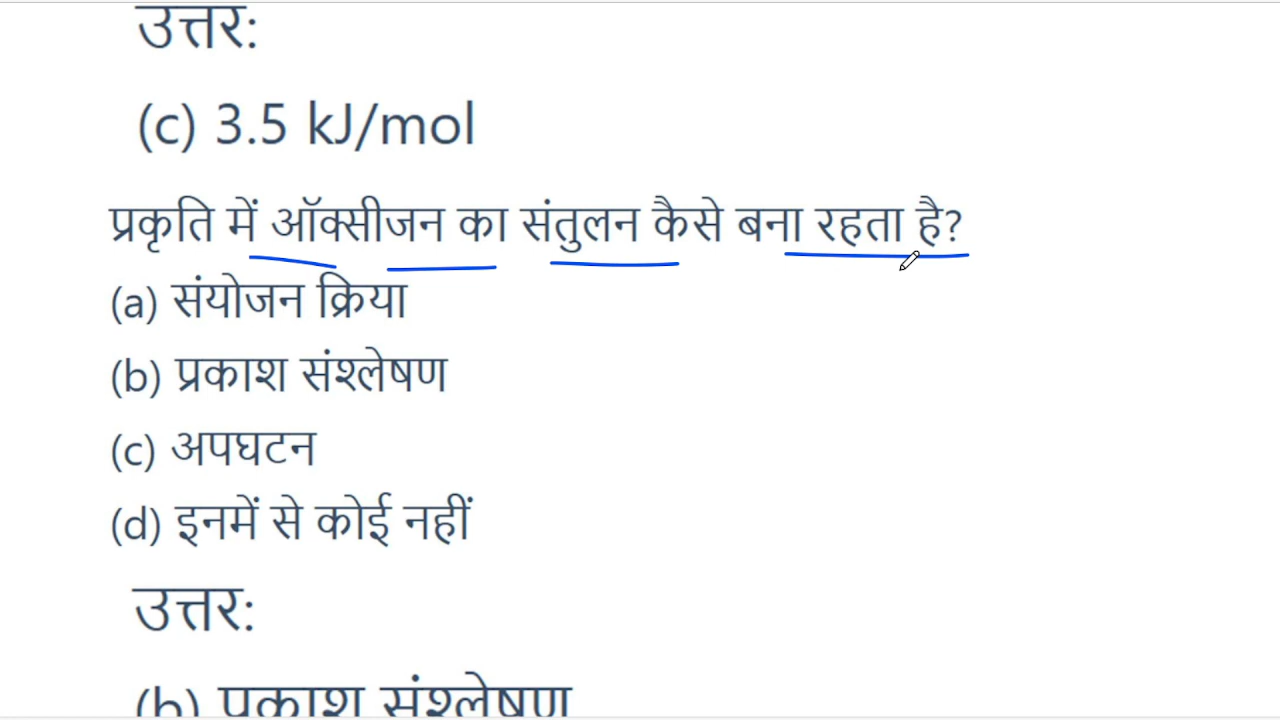 उत्तर:
(c) 3.5 kJ/mol
प्रकृति में ऑक्सीजन का संतुलन कैसे बना रहता है?
(a) संयोजन क्रिया
(b) प्रकाश संश्लेषण
(c) अपघटन
(d) इनमें से कोई नहीं
उत्तर:
(b) प्रकाश संश्लेषण